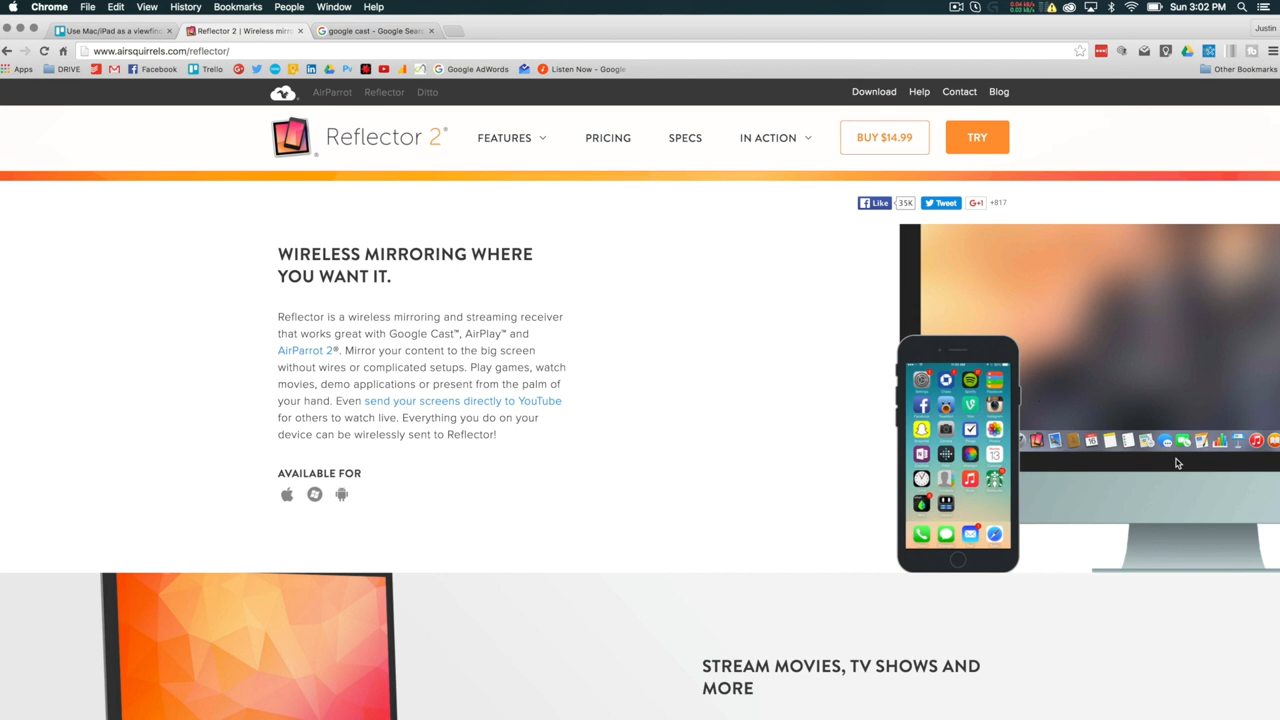 Chrome File Edit View History Bookmarks People Window Help
0.04 kB/s
0.03 kB/s
Sun 3:02 PM
Use Mac/iPad as a viewfin
Reflector 2 | Wireless mirr
google cast - Google Sear
Justin
www.airsquirrels.com/reflector/
Apps DRIVE Facebook Trello Google AdWords Listen Now - Google
Other Bookmarks
AirParrot Reflector Ditto
Download Help Contact Blog
Reflector 2®
FEATURES PRICING SPECS IN ACTION BUY $14.99 TRY
Like 35K Tweet G+1 +817
WIRELESS MIRRORING WHERE
YOU WANT IT.
Reflector is a wireless mirroring and streaming receiver
that works great with Google Cast™, AirPlay™ and
AirParrot 2®. Mirror your content to the big screen
without wires or complicated setups. Play games, watch
movies, demo applications or present from the palm of
your hand. Even send your screens directly to YouTube
for others to watch live. Everything you do on your
device can be wirelessly sent to Reflector!
AVAILABLE FOR
STREAM MOVIES, TV SHOWS AND
MORE